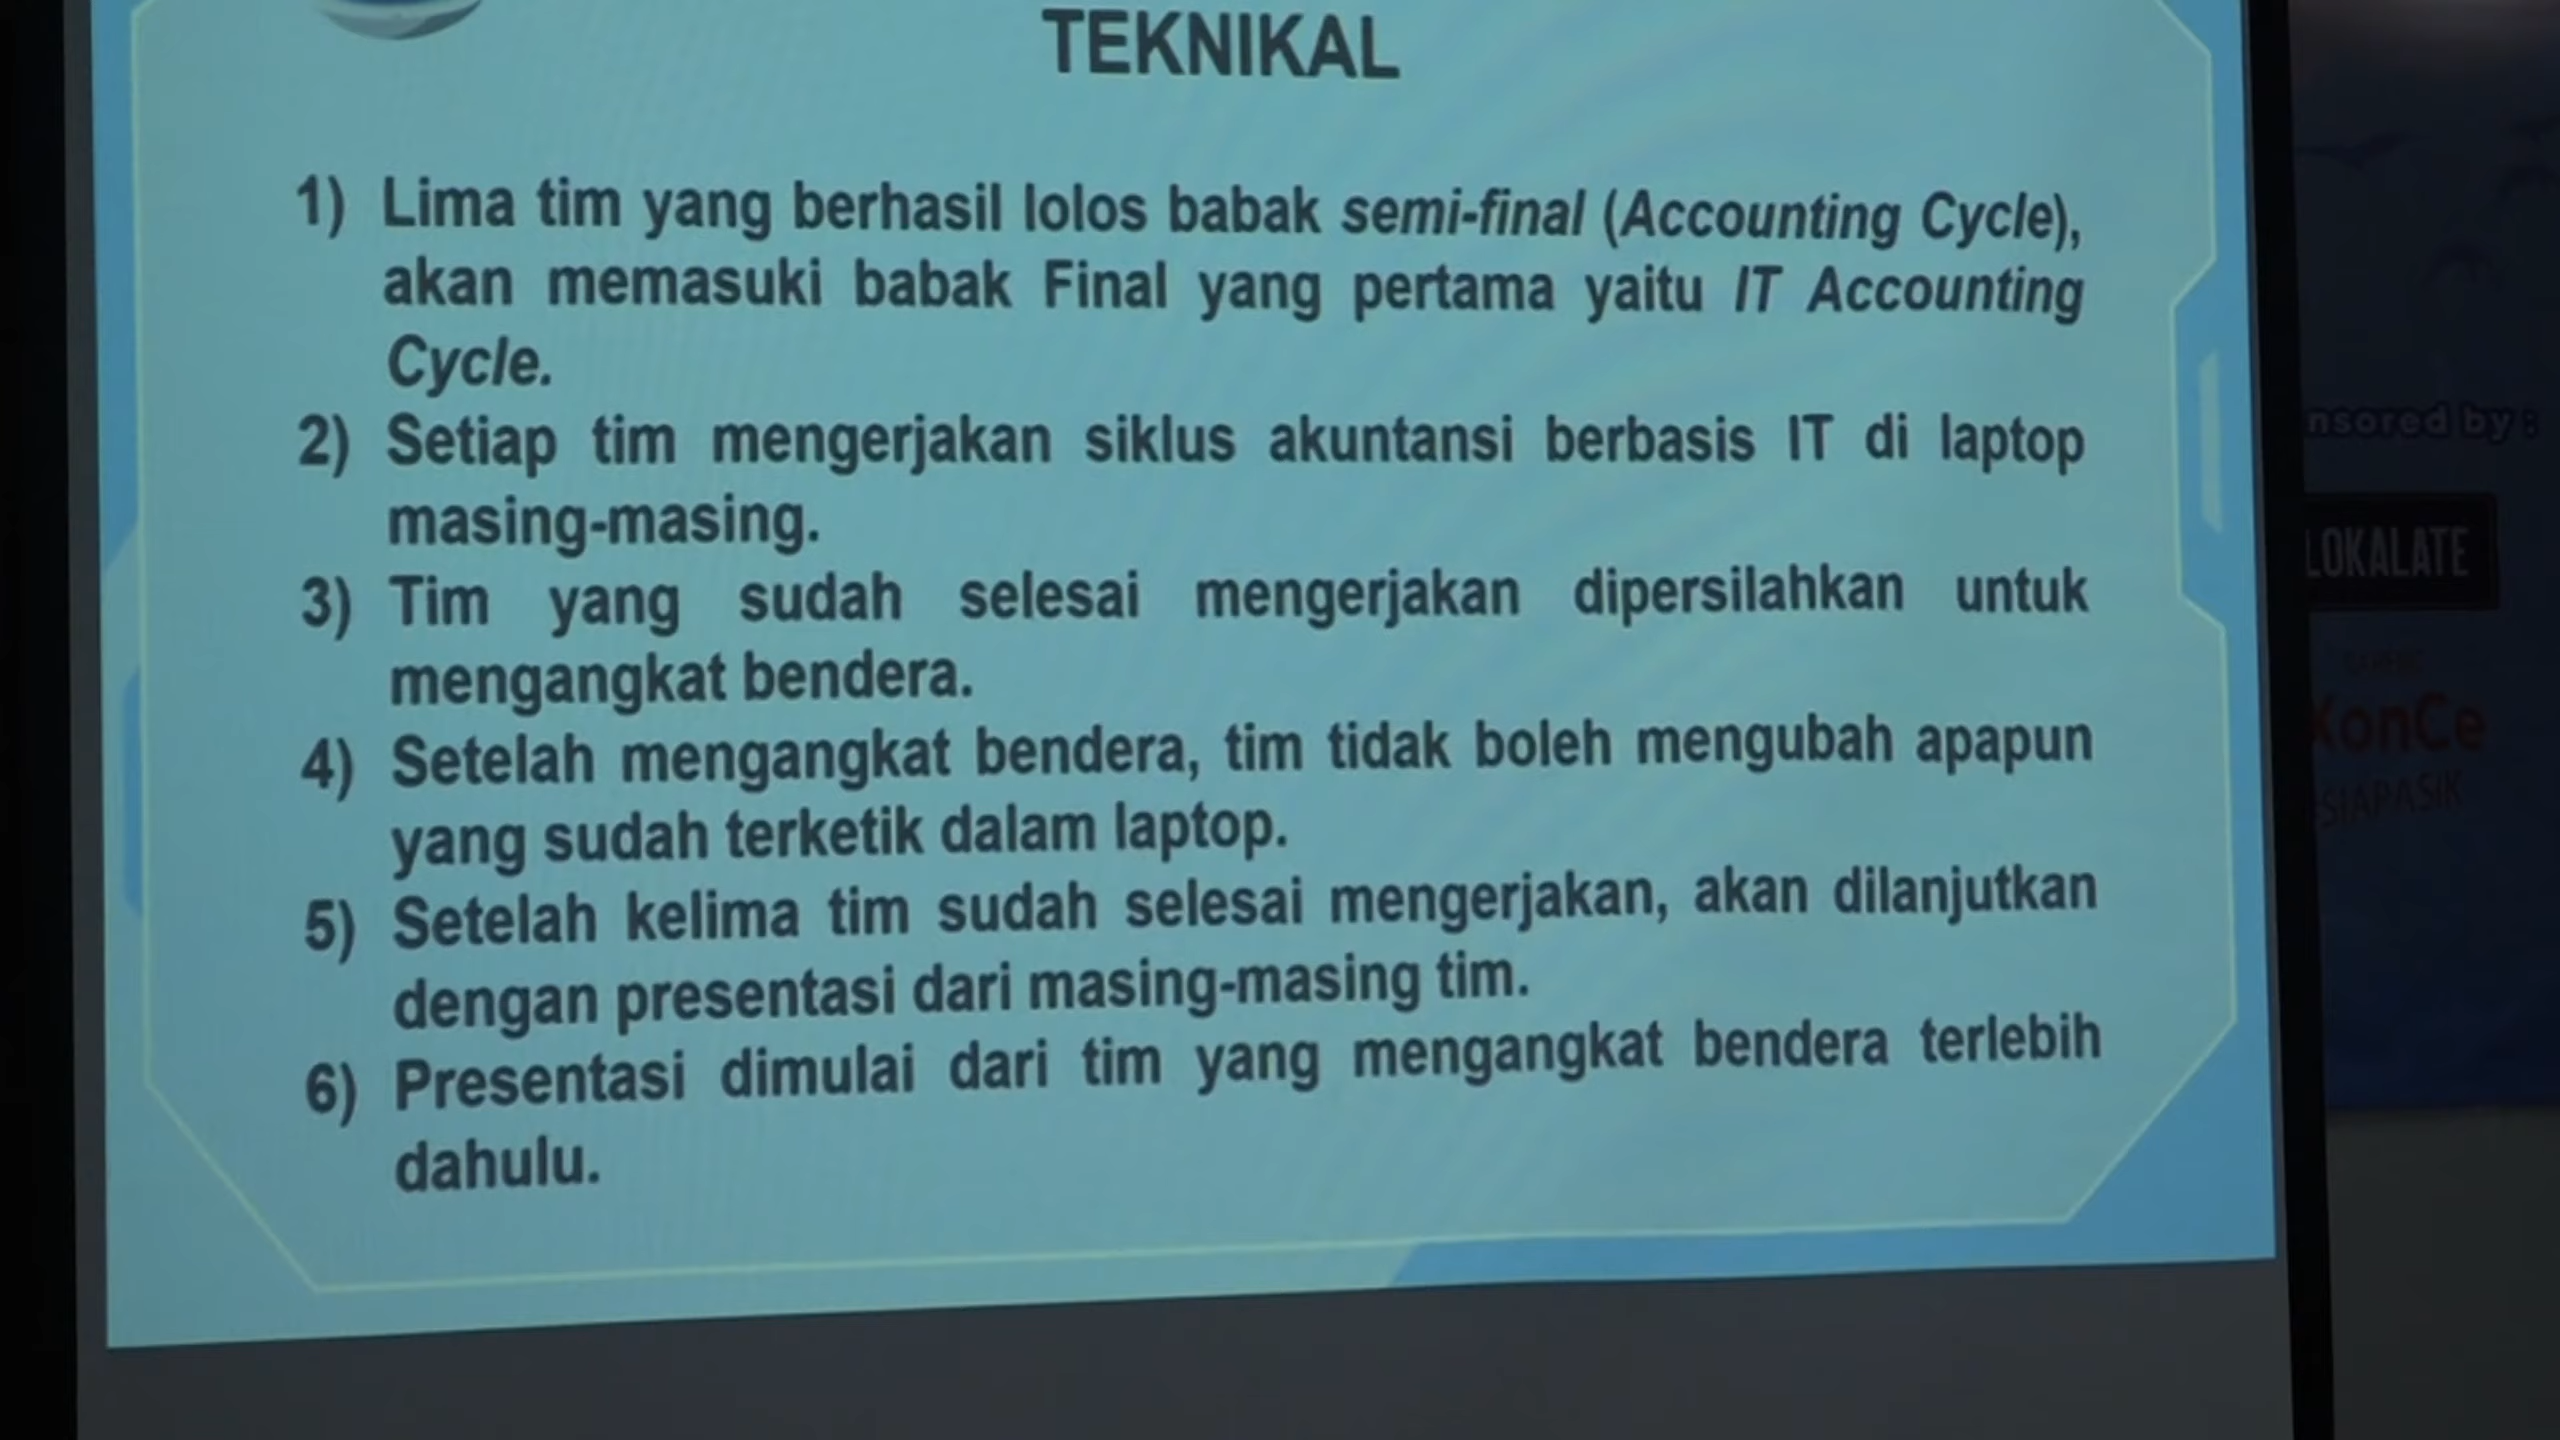 TEKNIKAL
1) Lima tim yang berhasil lolos babak semi-final (Accounting Cycle),
akan memasuki babak Final yang pertama yaitu IT Accounting
Cycle.
2) Setiap tim mengerjakan siklus akuntansi berbasis IT di laptop
masing-masing.
3) Tim yang sudah selesai mengerjakan dipersilahkan untuk
mengangkat bendera.
4) Setelah mengangkat bendera, tim tidak boleh mengubah apapun
yang sudah terketik dalam laptop.
5) Setelah kelima tim sudah selesai mengerjakan, akan dilanjutkan
dengan presentasi dari masing-masing tim.
6) Presentasi dimulai dari tim yang mengangkat bendera terlebih
dahulu.
nsored by :
LOKALATE
KonCe
SIAPASIK